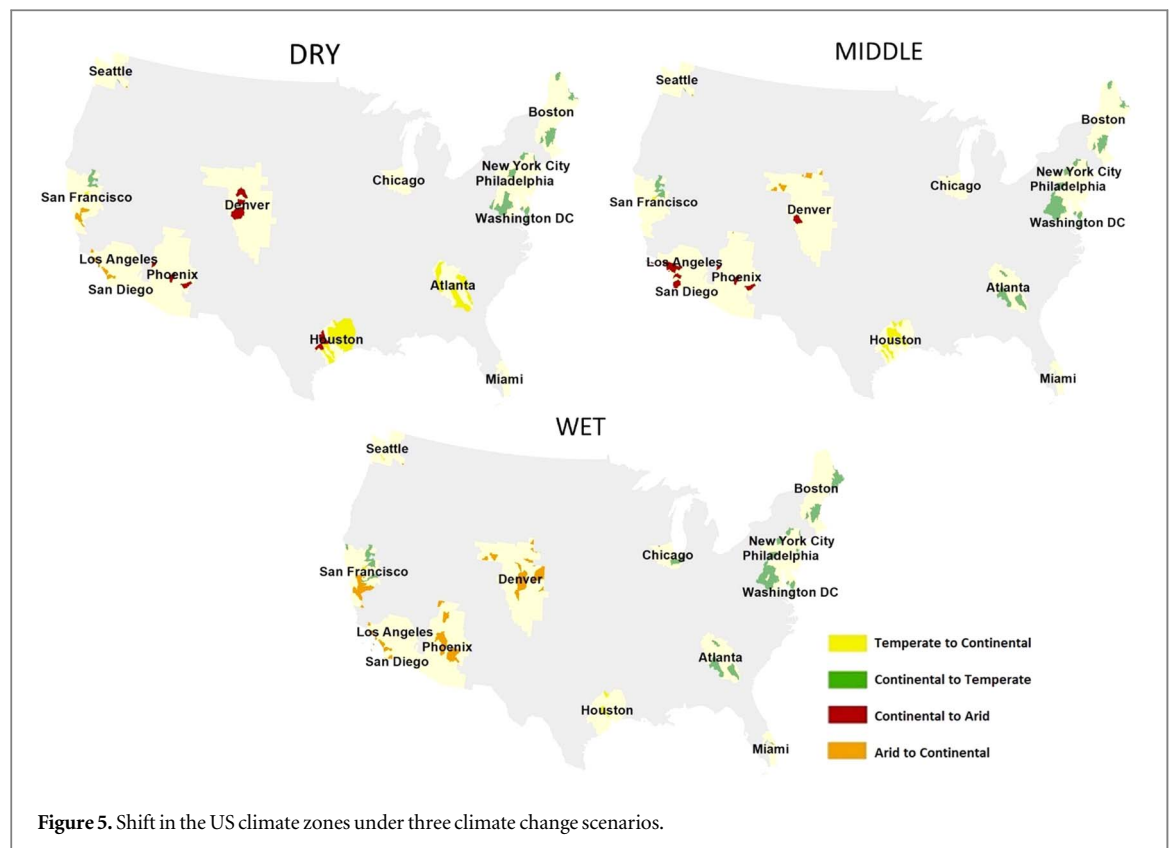 DRY
Seattle
Boston
New York City
Chicago
Philadelphia
San Francisco
Denver
Washington DC
Los Angeles
Phoenix
San Diego
Atlanta
Houston
Miami
MIDDLE
Seattle
Boston
New York City
Chicago
Philadelphia
San Francisco
Denver
Washington DC
Los Angeles
Phoenix
San Diego
Atlanta
Houston
Miami
WET
Seattle
Boston
New York City
Chicago
Philadelphia
San Francisco
Denver
Washington DC
Los Angeles
Phoenix
San Diego
Atlanta
Houston
Miami
Temperate to Continental
Continental to Temperate
Continental to Arid
Arid to Continental
Figure 5. Shift in the US climate zones under three climate change scenarios.